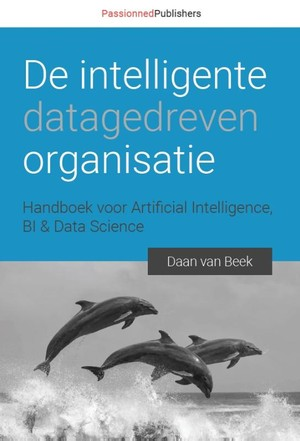 PassionnedPublishers
De intelligente
datagedreven
organisatie
Handboek voor Artificial Intelligence,
BI & Data Science
Daan van Beek